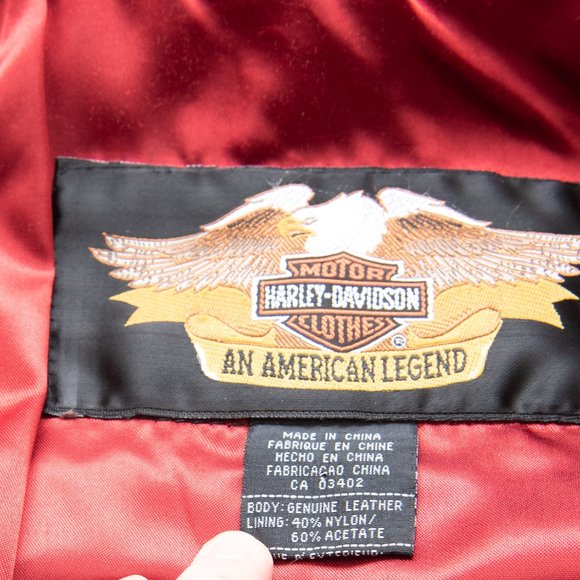 MOTOR
HARLEY-DAVIDSON
CLOTHES
®
AN AMERICAN LEGEND
MADE IN CHINA
FABRIQUE EN CHINE
HECHO EN CHINA
FABRICACAO CHINA
CA 03402
BODY: GENUINE LEATHER
LINING: 40% NYLON/
60% ACETATE
D'EXTERIEUR: